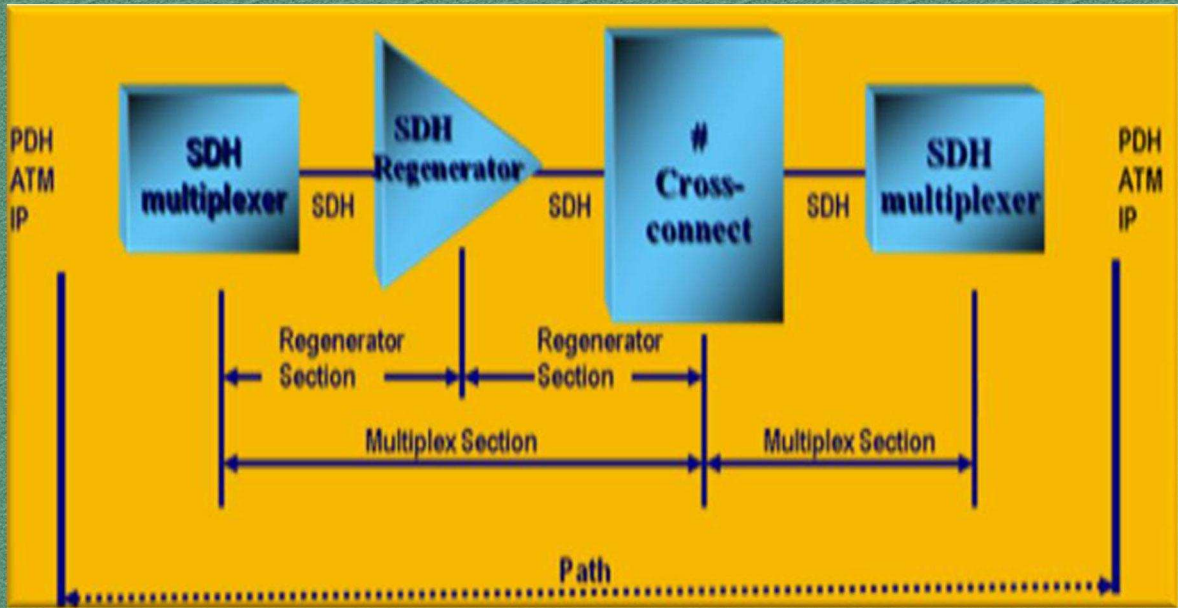 PDH
ATM
IP
SDH
multiplexer
SDH
SDH
Regenerator
SDH
#
Cross-
connect
SDH
SDH
multiplexer
PDH
ATM
IP
Regenerator
Section
Regenerator
Section
Multiplex Section
Multiplex Section
Path